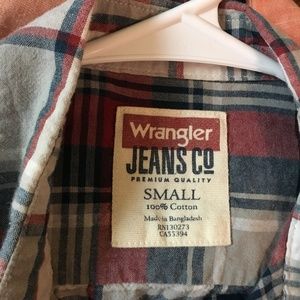 Wrangler
JEANS CO
PREMIUM QUALITY
SMALL
100% Cotton
Made in Bangladesh
RN130273
CA55394